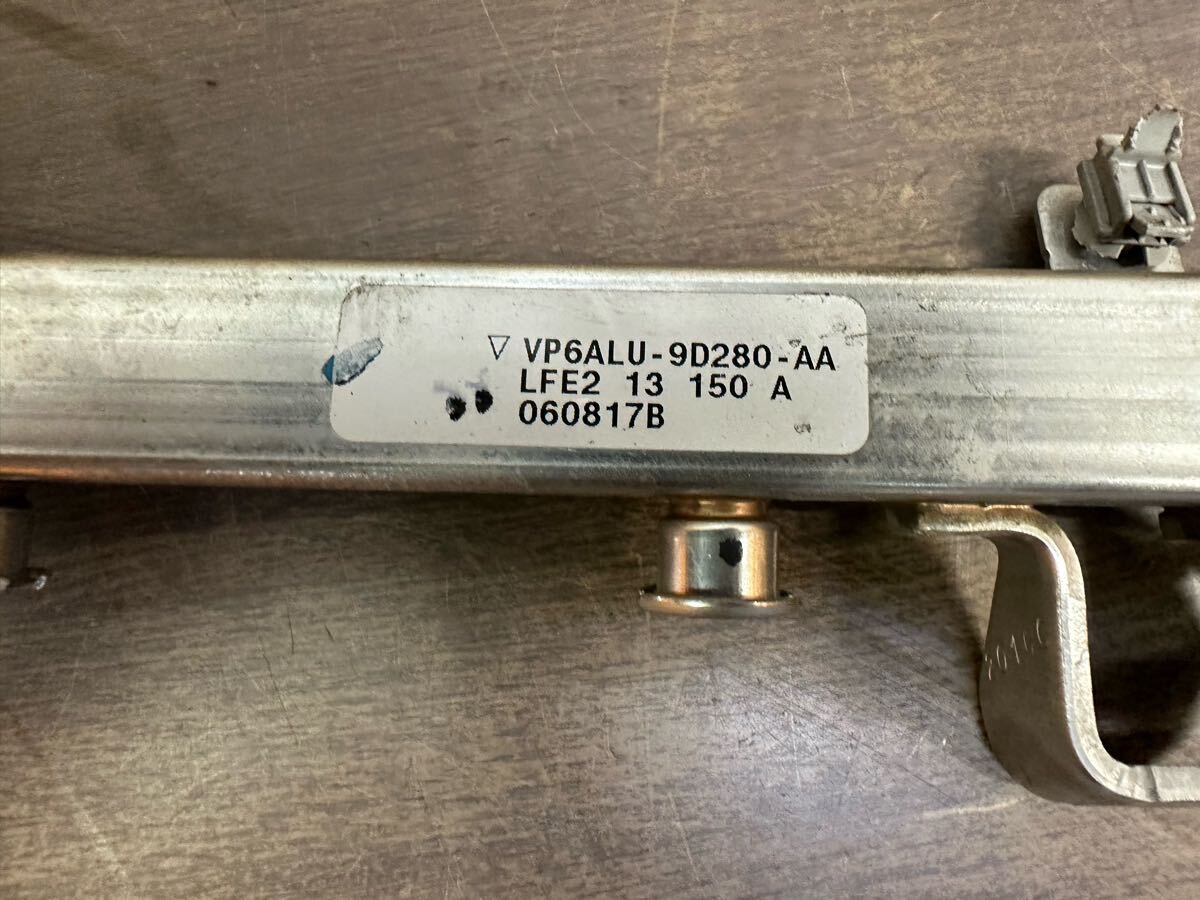 ▽ VP6ALU-9D280-AA
LFE2 13 150 A
060817B